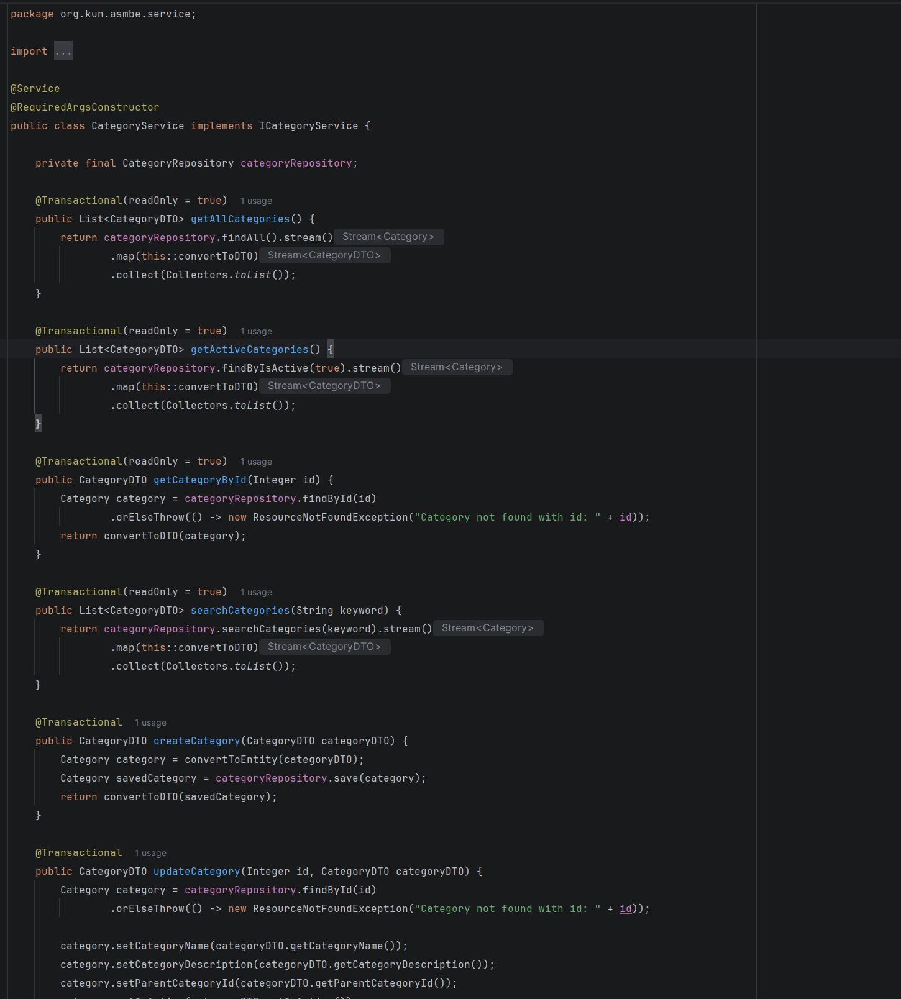 package org.kun.asmbe.service;
import ...
@Service
@RequiredArgsConstructor
public class CategoryService implements ICategoryService {
private final CategoryRepository categoryRepository;
@Transactional(readOnly = true) 1 usage
public List<CategoryDTO> getAllCategories() {
return categoryRepository.findAll().stream() Stream<Category>
.map(this::convertToDTO) Stream<CategoryDTO>
.collect(Collectors.toList());
}
@Transactional(readOnly = true) 1 usage
public List<CategoryDTO> getActiveCategories() {
return categoryRepository.findByIsActive(true).stream() Stream<Category>
.map(this::convertToDTO) Stream<CategoryDTO>
.collect(Collectors.toList());
}
@Transactional(readOnly = true) 1 usage
public CategoryDTO getCategoryById(Integer id) {
Category category = categoryRepository.findById(id)
.orElseThrow(() -> new ResourceNotFoundException("Category not found with id: " + id));
return convertToDTO(category);
}
@Transactional(readOnly = true) 1 usage
public List<CategoryDTO> searchCategories(String keyword) {
return categoryRepository.searchCategories(keyword).stream() Stream<Category>
.map(this::convertToDTO) Stream<CategoryDTO>
.collect(Collectors.toList());
}
@Transactional 1 usage
public CategoryDTO createCategory(CategoryDTO categoryDTO) {
Category category = convertToEntity(categoryDTO);
Category savedCategory = categoryRepository.save(category);
return convertToDTO(savedCategory);
}
@Transactional 1 usage
public CategoryDTO updateCategory(Integer id, CategoryDTO categoryDTO) {
Category category = categoryRepository.findById(id)
.orElseThrow(() -> new ResourceNotFoundException("Category not found with id: " + id));
category.setCategoryName(categoryDTO.getCategoryName());
category.setCategoryDescription(categoryDTO.getCategoryDescription());
category.setParentCategoryId(categoryDTO.getParentCategoryId());